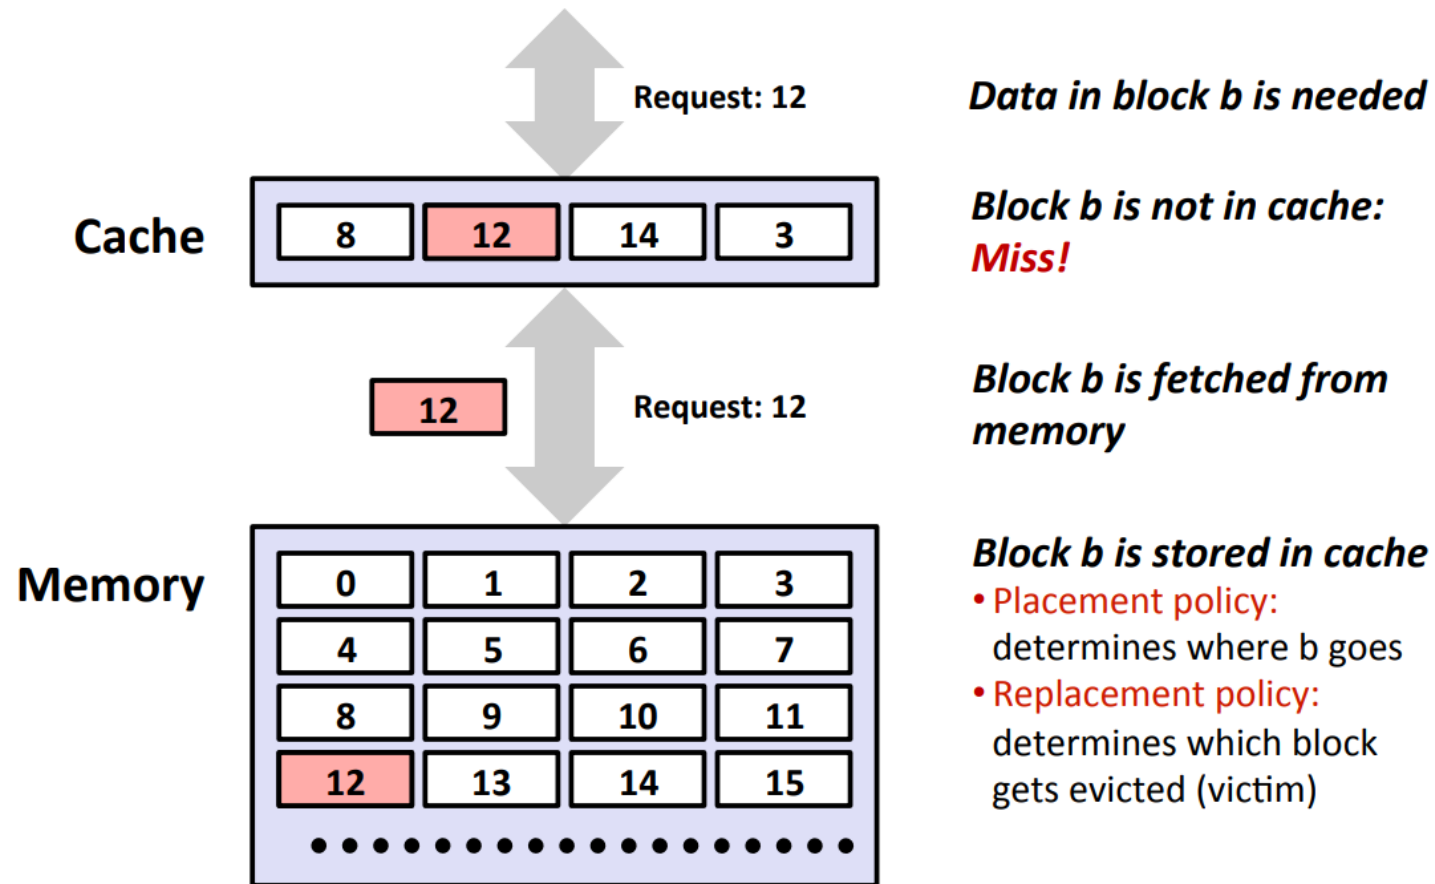 Request: 12
Data in block b is needed
Cache
8 12 14 3
Block b is not in cache:
Miss!
12
Request: 12
Block b is fetched from
memory
Memory
0 1 2 3
4 5 6 7
8 9 10 11
12 13 14 15
Block b is stored in cache
• Placement policy:
determines where b goes
• Replacement policy:
determines which block
gets evicted (victim)